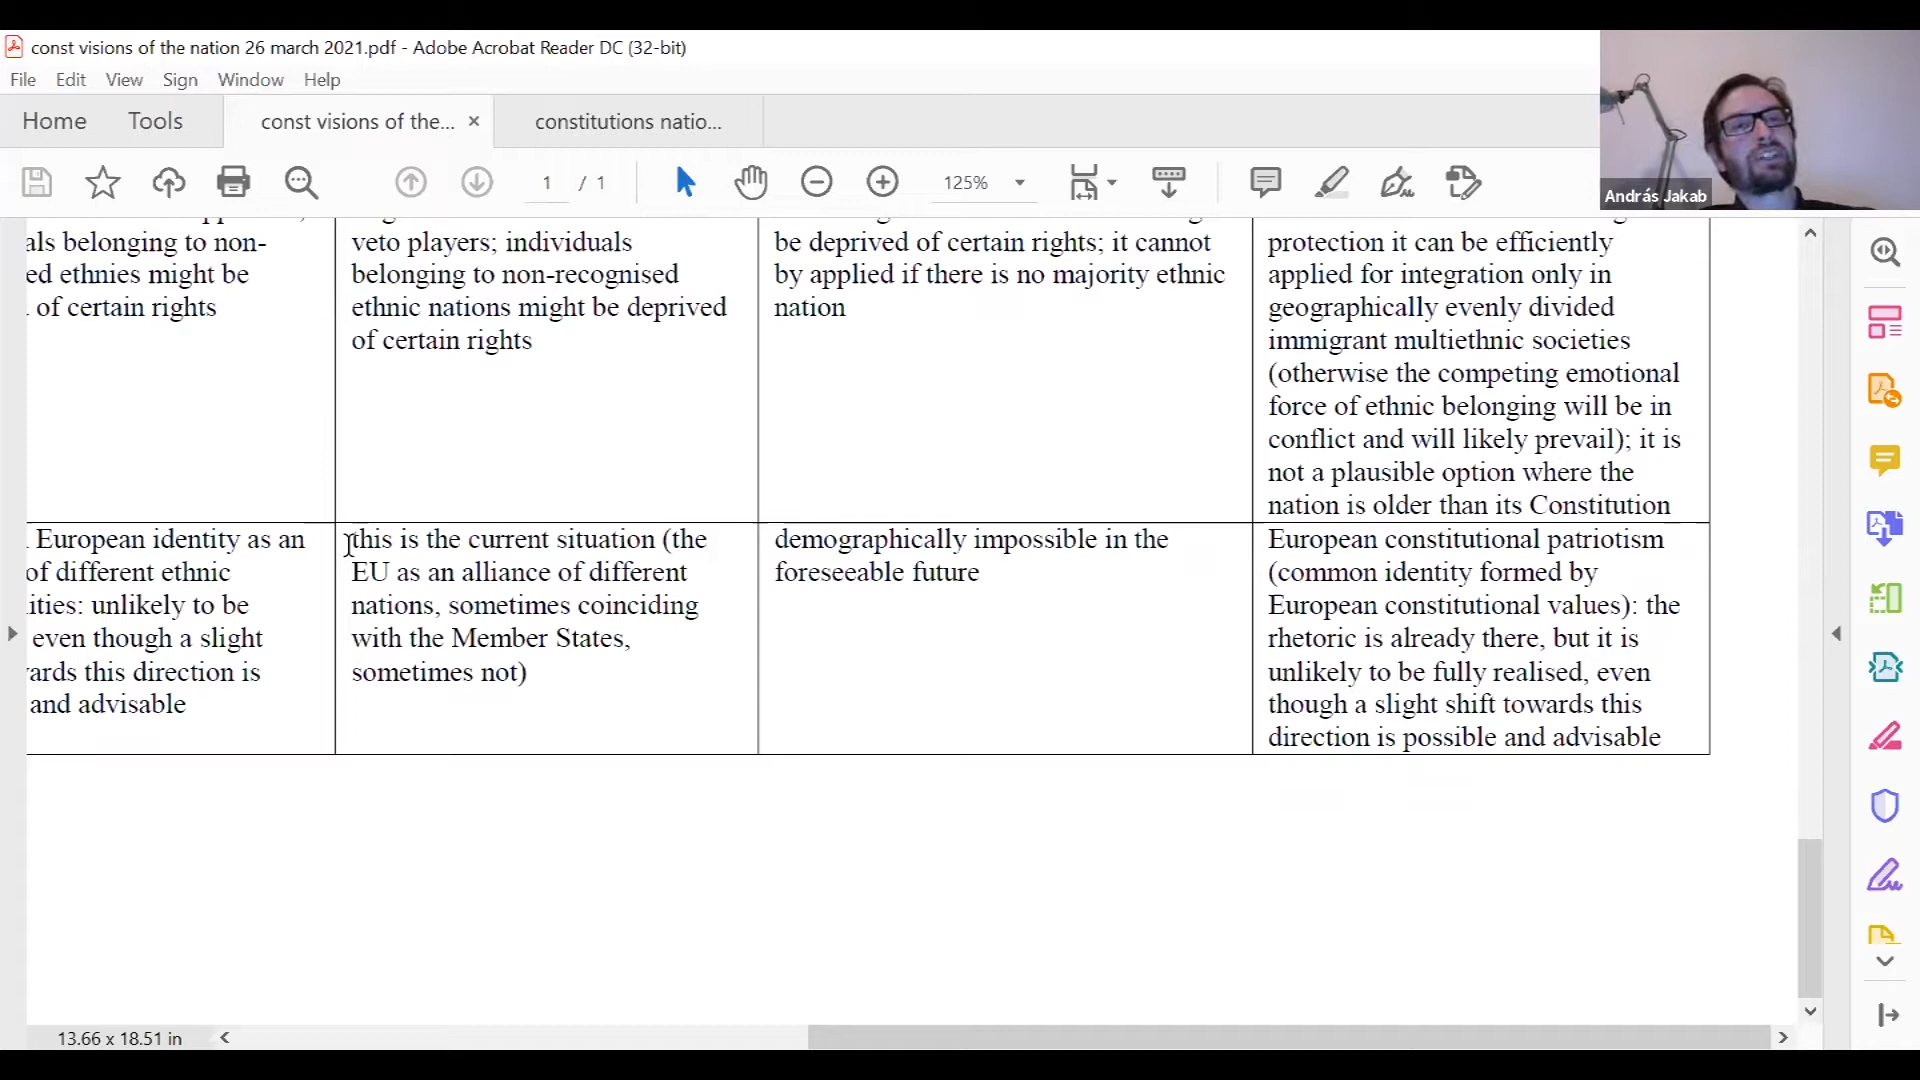 const visions of the nation 26 march 2021.pdf - Adobe Acrobat Reader DC (32-bit)
File Edit View Sign Window Help
Home Tools const visions of the... × constitutions natio...
1 / 1 125%
András Jakab
als belonging to non-
ed ethnies might be
of certain rights
veto players; individuals
belonging to non-recognised
ethnic nations might be deprived
of certain rights
be deprived of certain rights; it cannot
by applied if there is no majority ethnic
nation
protection it can be efficiently
applied for integration only in
geographically evenly divided
immigrant multiethnic societies
(otherwise the competing emotional
force of ethnic belonging will be in
conflict and will likely prevail); it is
not a plausible option where the
nation is older than its Constitution
European identity as an
of different ethnic
ities: unlikely to be
even though a slight
ards this direction is
and advisable
this is the current situation (the
EU as an alliance of different
nations, sometimes coinciding
with the Member States,
sometimes not)
demographically impossible in the
foreseeable future
European constitutional patriotism
(common identity formed by
European constitutional values): the
rhetoric is already there, but it is
unlikely to be fully realised, even
though a slight shift towards this
direction is possible and advisable
13.66 x 18.51 in